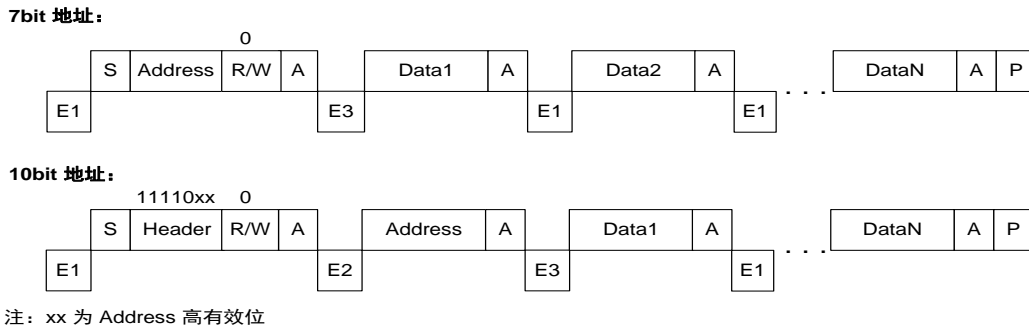 7bit 地址：
0
S Address R/W A Data1 A Data2 A DataN A P
E1 E3 E1 E1 . . .
10bit 地址：
11110xx 0
S Header R/W A Address A Data1 A DataN A P
E1 E2 E3 E1 . . .
注：xx 为 Address 高有效位